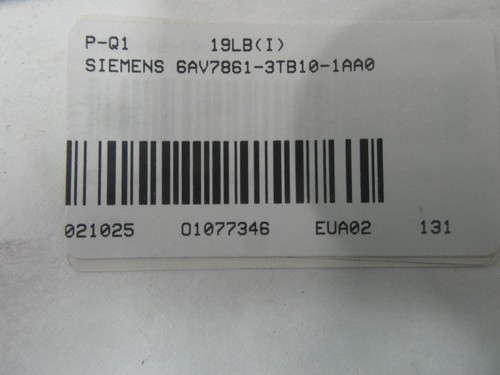 P-Q1 19LB(I)
SIEMENS 6AV7861-3TB10-1AA0
021025 01077346 EUA02 131